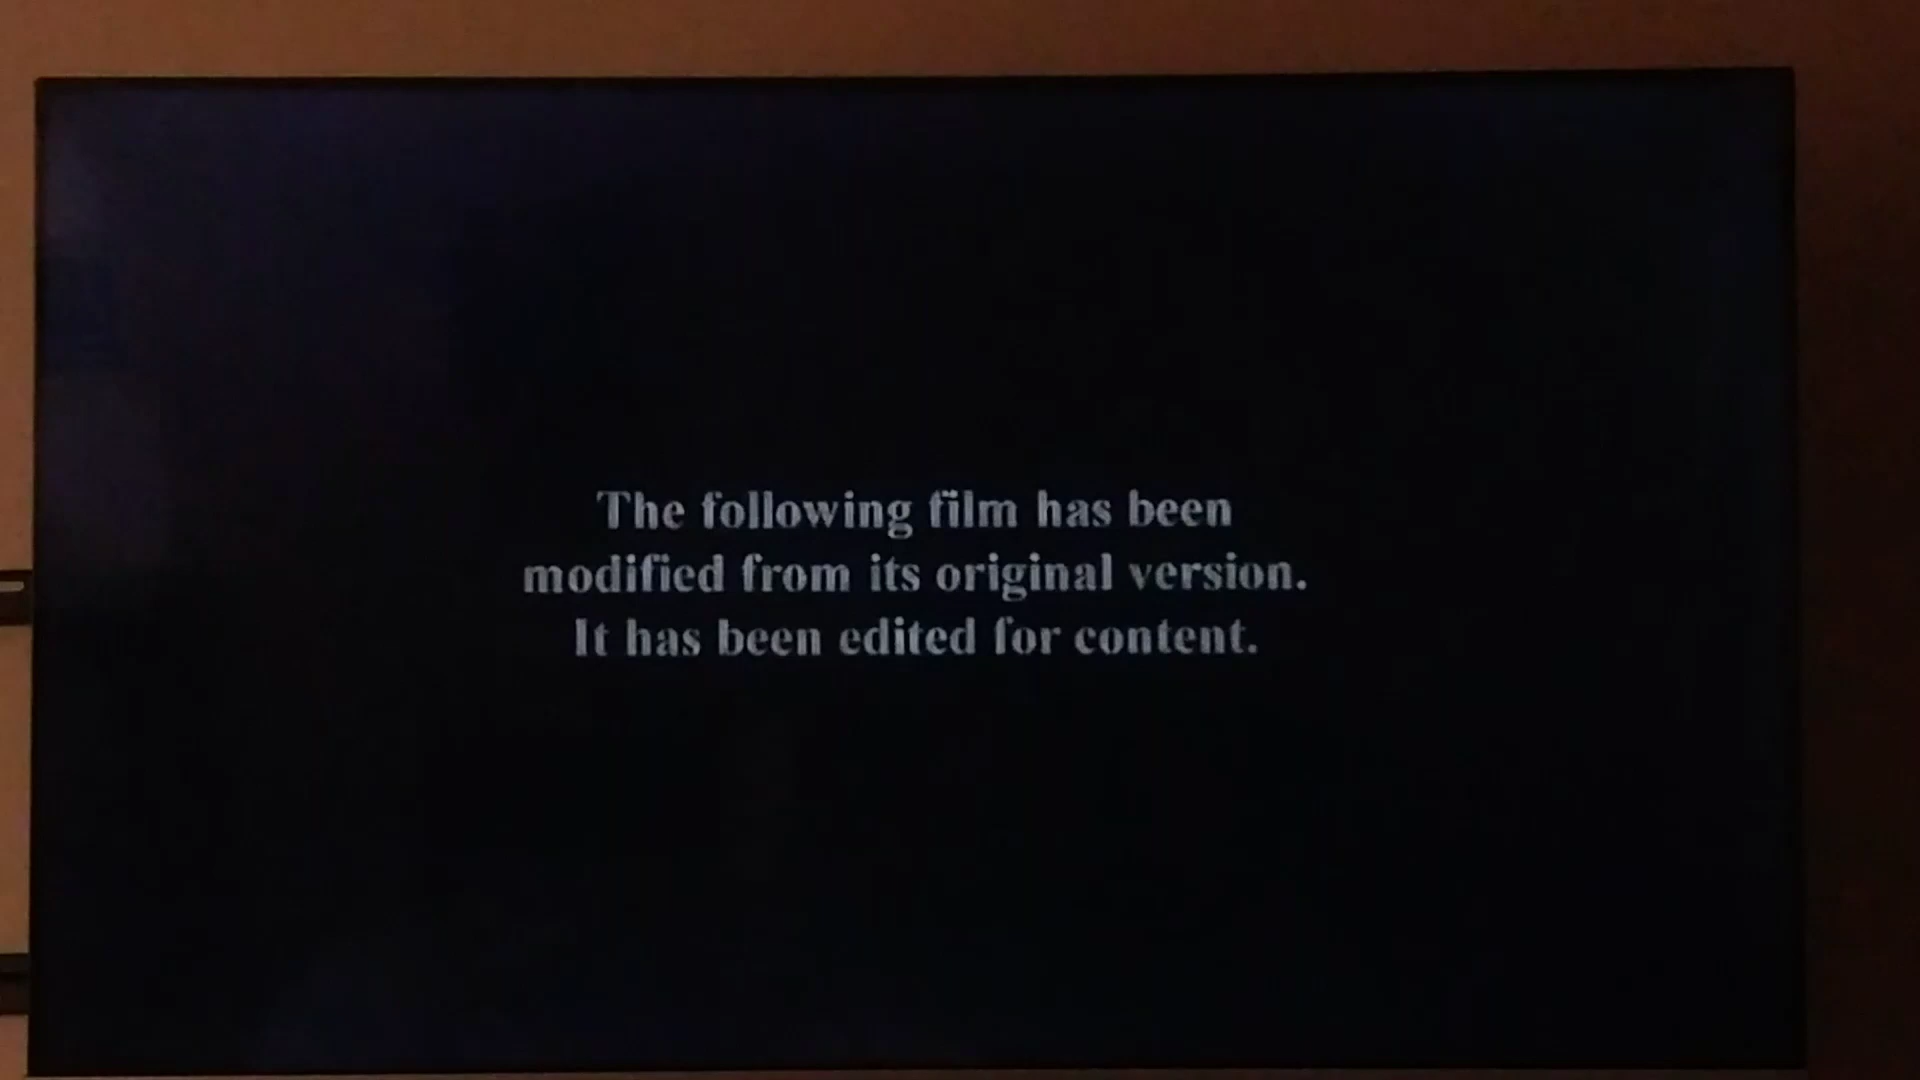 The following film has been
modified from its original version.
It has been edited for content.